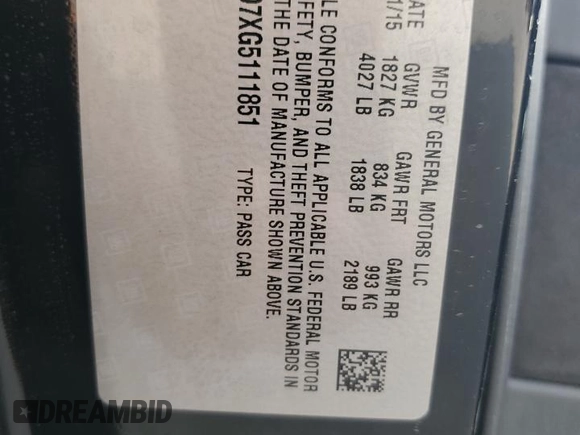 MFD BY GENERAL MOTORS LLC
ATE GVWR GAWR FRT GAWR RR
1/15 1827 KG 834 KG 993 KG
4027 LB 1838 LB 2189 LB
LE CONFORMS TO ALL APPLICABLE U.S. FEDERAL MOTOR
FETY, BUMPER, AND THEFT PREVENTION STANDARDS IN
THE DATE OF MANUFACTURE SHOWN ABOVE.
07XG5111851 TYPE: PASS CAR
DREAMBID